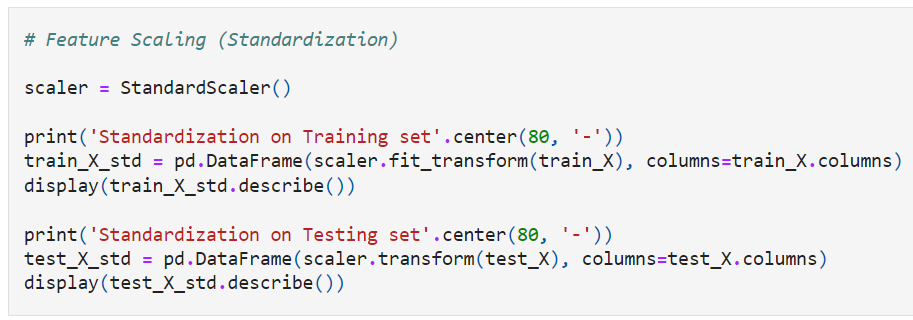 # Feature Scaling (Standardization)
scaler = StandardScaler()
print('Standardization on Training set'.center(80, '-'))
train_X_std = pd.DataFrame(scaler.fit_transform(train_X), columns=train_X.columns)
display(train_X_std.describe())
print('Standardization on Testing set'.center(80, '-'))
test_X_std = pd.DataFrame(scaler.transform(test_X), columns=test_X.columns)
display(test_X_std.describe())